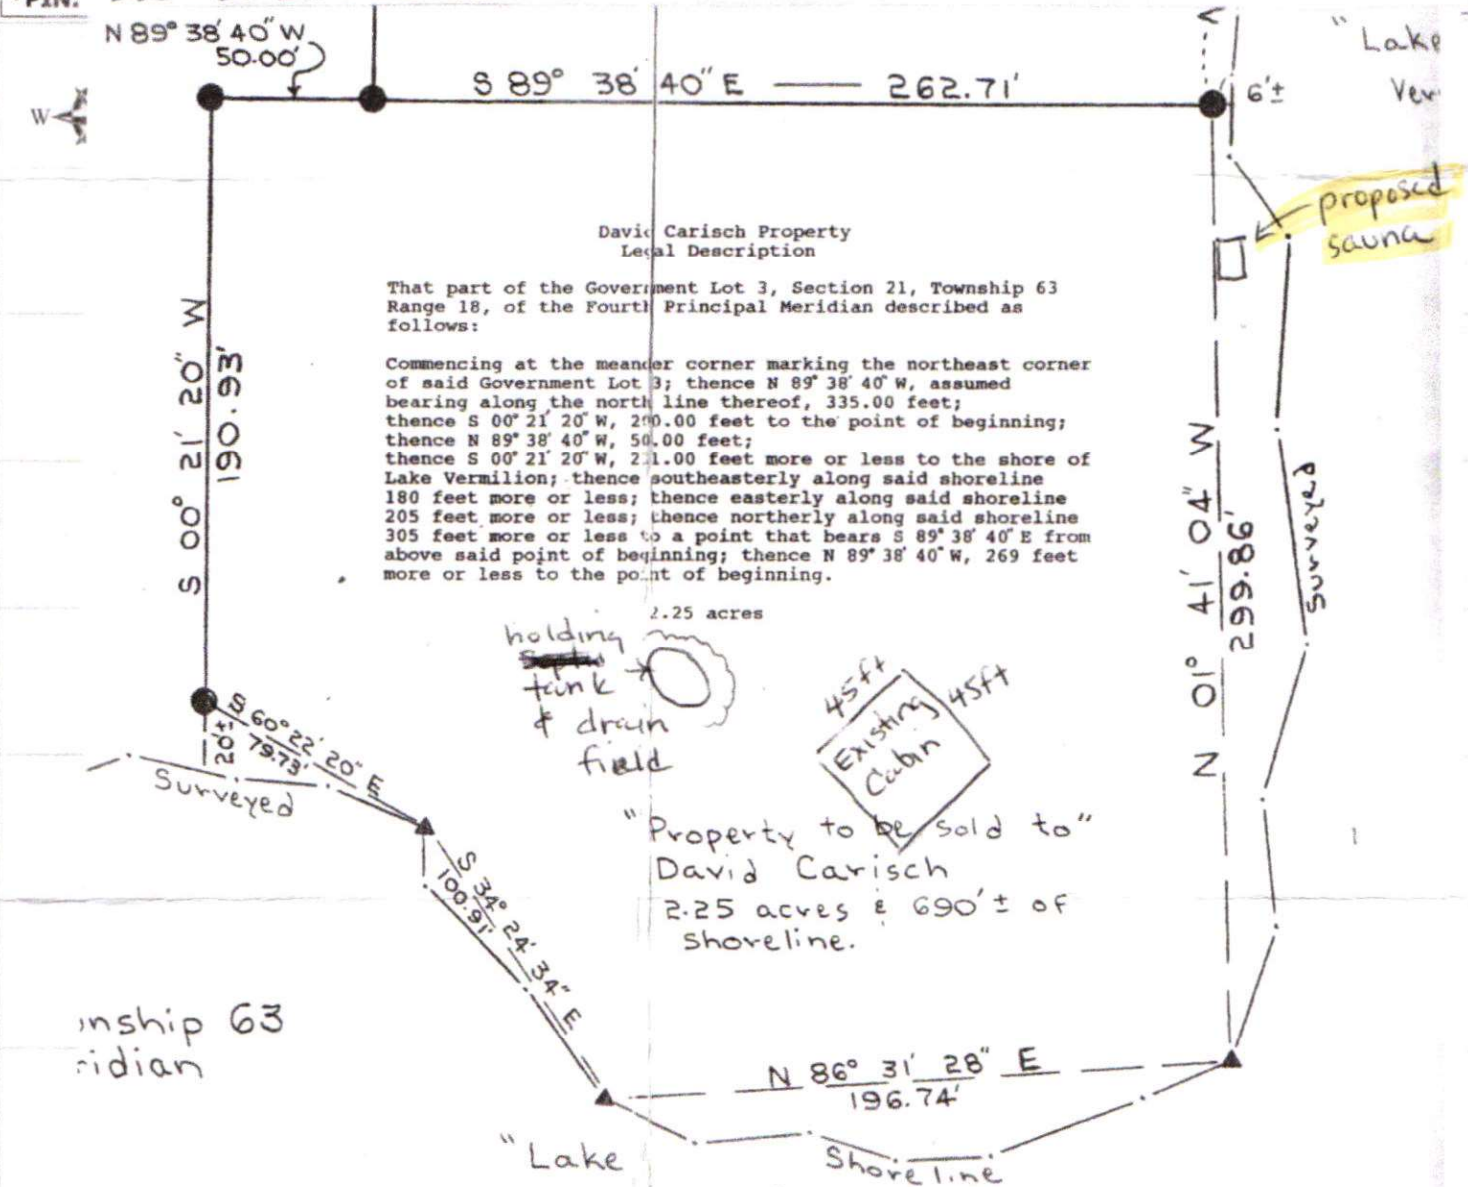 PIN:
N 89° 38' 40" W
50.00'
S 89° 38' 40" E —— 262.71'
6'±
"Lake
Ver
W
proposed
sauna
David Carisch Property
Legal Description
That part of the Government Lot 3, Section 21, Township 63
Range 18, of the Fourth Principal Meridian described as
follows:
Commencing at the meander corner marking the northeast corner
of said Government Lot 3; thence N 89° 38' 40" W, assumed
bearing along the north line thereof, 335.00 feet;
thence S 00° 21' 20" W, 200.00 feet to the point of beginning;
thence N 89° 38' 40" W, 50.00 feet;
thence S 00° 21' 20" W, 211.00 feet more or less to the shore of
Lake Vermilion; thence southeasterly along said shoreline
180 feet more or less; thence easterly along said shoreline
205 feet more or less; thence northerly along said shoreline
305 feet more or less to a point that bears S 89° 38' 40" E from
above said point of beginning; thence N 89° 38' 40" W, 269 feet
more or less to the point of beginning.
2.25 acres
S 00° 21' 20" W
190.93'
N 01° 41' 04" W
299.86'
surveyed
holding
tank
& drain
field
45ft
45ft
Existing
Cabin
S 60° 22' 20" E
79.73'
20'±
Surveyed
"Property to be sold to"
David Carisch
2.25 acres & 690'± of
shoreline.
S 34° 24' 34" E
100.91'
nship 63
ridian
N 86° 31' 28" E
196.74'
"Lake
Shoreline